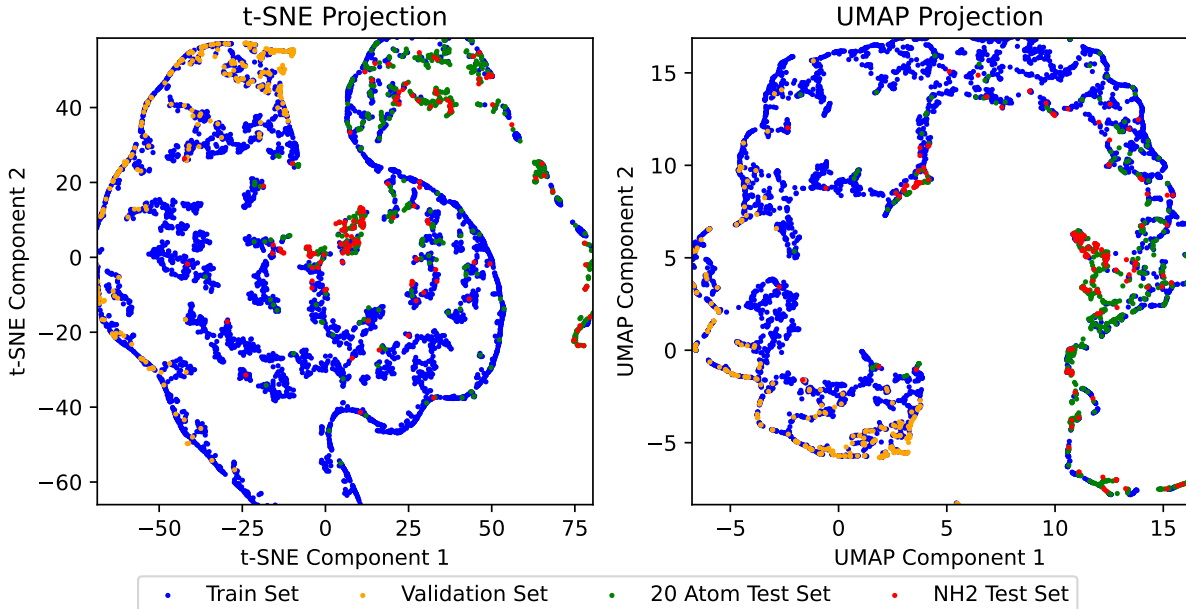 t-SNE Projection
UMAP Projection
t-SNE Component 2
40
20
0
−20
−40
−60
−50
−25
0
25
50
75
t-SNE Component 1
UMAP Component 2
15
10
5
0
−5
−5
0
5
10
15
UMAP Component 1
Train Set
Validation Set
20 Atom Test Set
NH2 Test Set